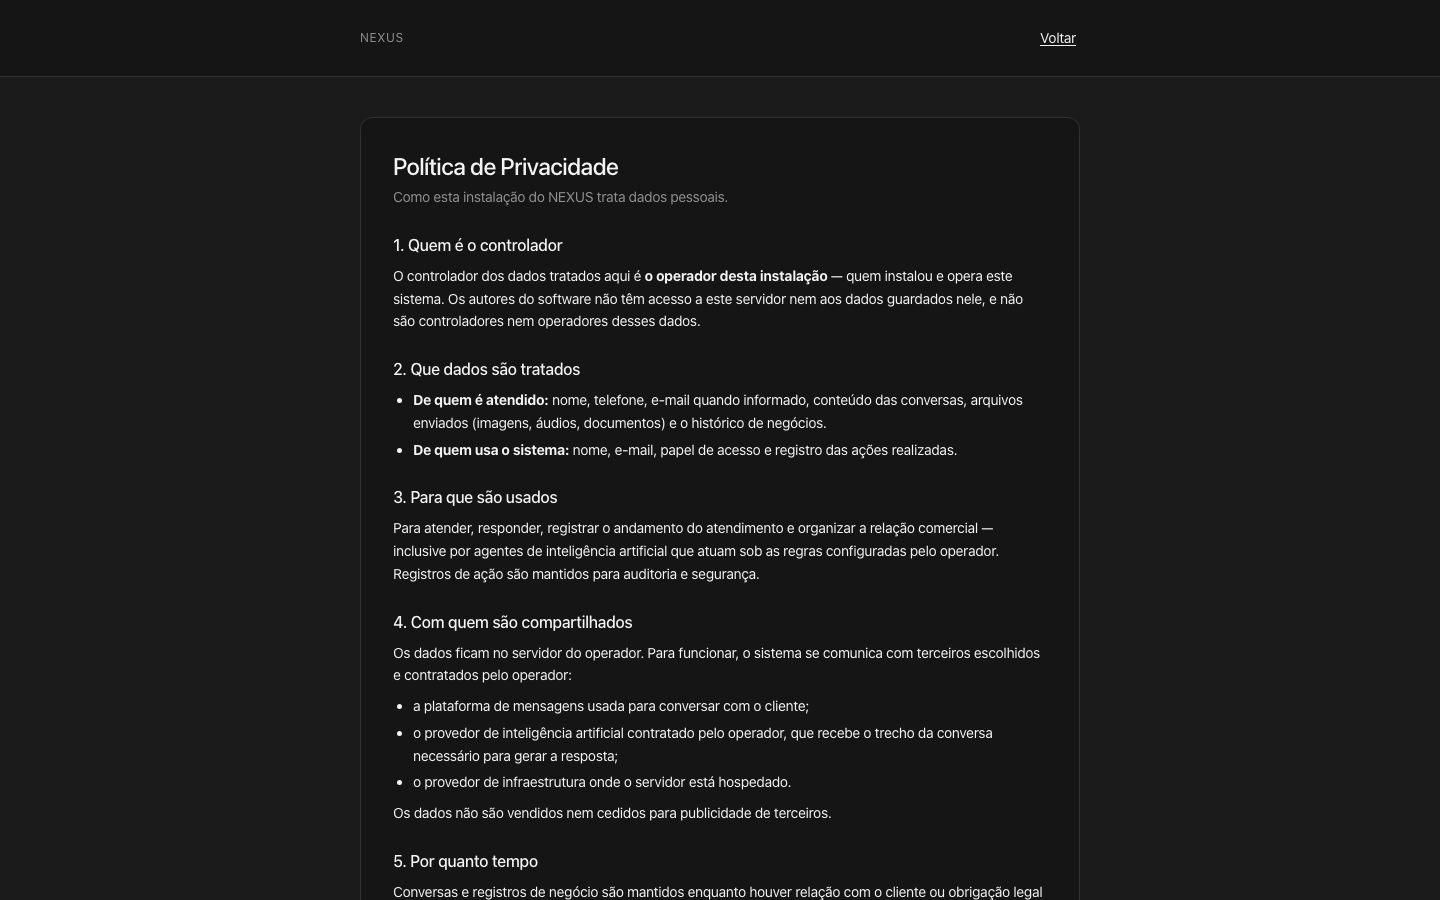 NEXUS
Voltar
Política de Privacidade
Como esta instalação do NEXUS trata dados pessoais.
1. Quem é o controlador
O controlador dos dados tratados aqui é o operador desta instalação — quem instalou e opera este
sistema. Os autores do software não têm acesso a este servidor nem aos dados guardados nele, e não
são controladores nem operadores desses dados.
2. Que dados são tratados
• De quem é atendido: nome, telefone, e-mail quando informado, conteúdo das conversas, arquivos
enviados (imagens, áudios, documentos) e o histórico de negócios.
• De quem usa o sistema: nome, e-mail, papel de acesso e registro das ações realizadas.
3. Para que são usados
Para atender, responder, registrar o andamento do atendimento e organizar a relação comercial —
inclusive por agentes de inteligência artificial que atuam sob as regras configuradas pelo operador.
Registros de ação são mantidos para auditoria e segurança.
4. Com quem são compartilhados
Os dados ficam no servidor do operador. Para funcionar, o sistema se comunica com terceiros escolhidos
e contratados pelo operador:
• a plataforma de mensagens usada para conversar com o cliente;
• o provedor de inteligência artificial contratado pelo operador, que recebe o trecho da conversa
necessário para gerar a resposta;
• o provedor de infraestrutura onde o servidor está hospedado.
Os dados não são vendidos nem cedidos para publicidade de terceiros.
5. Por quanto tempo
Conversas e registros de negócio são mantidos enquanto houver relação com o cliente ou obrigação legal